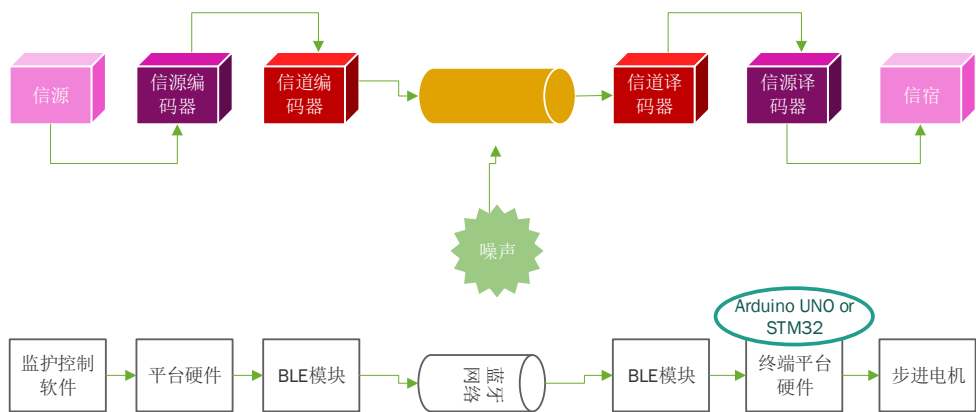 信源
信源编
码器
信道编
码器
信道译
码器
信源译
码器
信宿
噪声
Arduino UNO or
STM32
监护控制
软件
平台硬件
BLE模块
蓝牙
网络
BLE模块
终端平台
硬件
步进电机